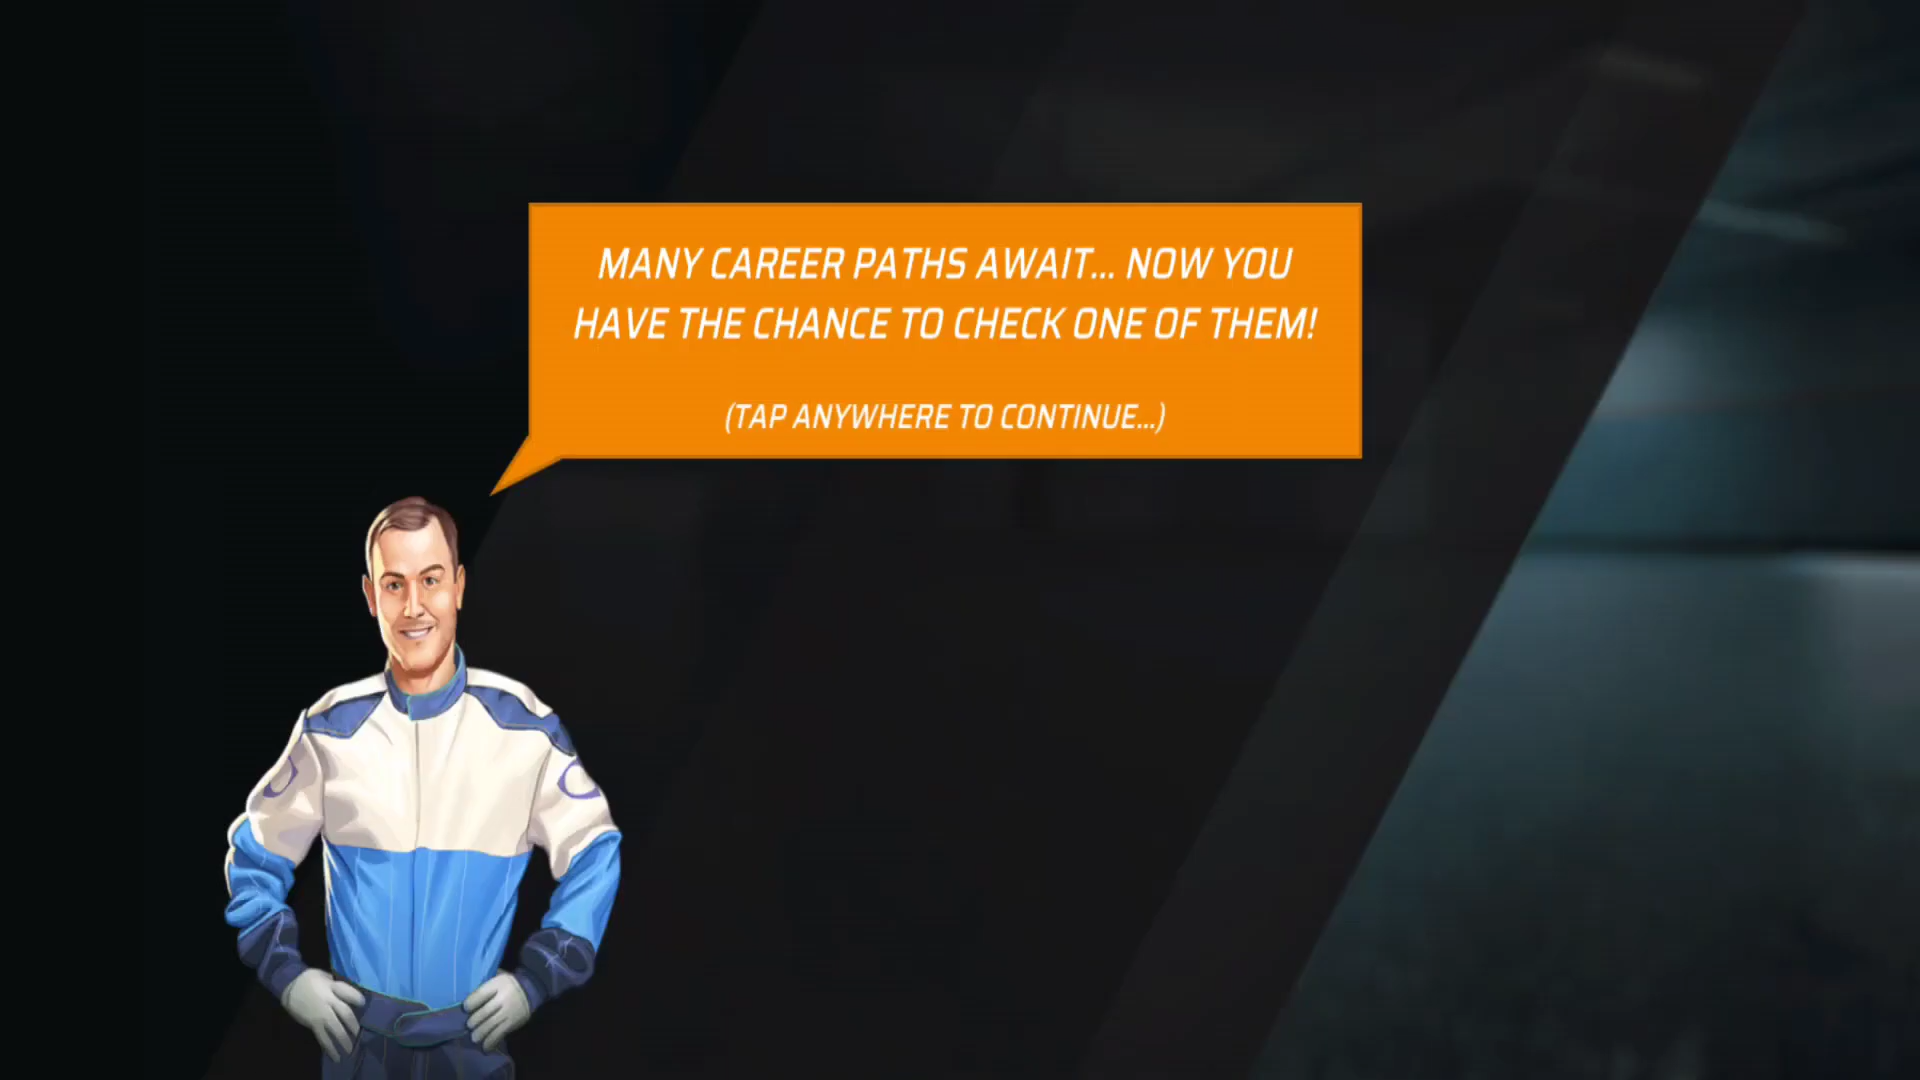 MANY CAREER PATHS AWAIT... NOW YOU
HAVE THE CHANCE TO CHECK ONE OF THEM!
(TAP ANYWHERE TO CONTINUE...)